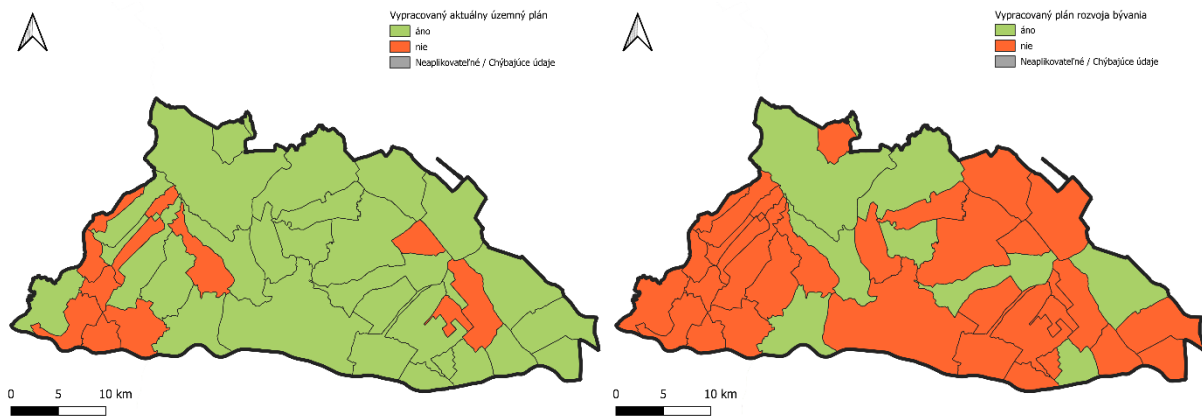 Vypracovaný aktuálny územný plán
áno
nie
Neaplikovateľné / Chýbajúce údaje
0 5 10 km
Vypracovaný plán rozvoja bývania
áno
nie
Neaplikovateľné / Chýbajúce údaje
0 5 10 km